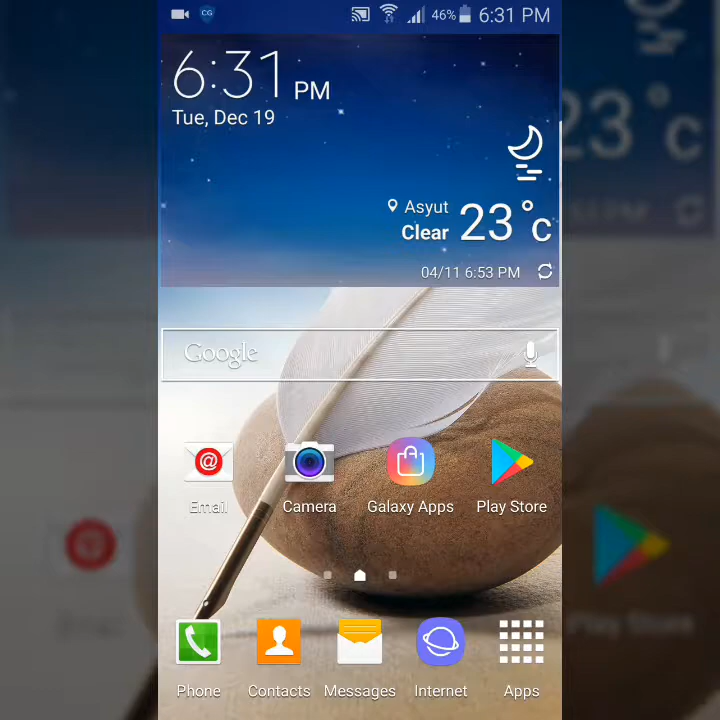 CG 46% 6:31 PM
6:31 PM
Tue, Dec 19
Asyut
Clear 23°c
04/11 6:53 PM
Google
Email Camera Galaxy Apps Play Store
Phone Contacts Messages Internet Apps